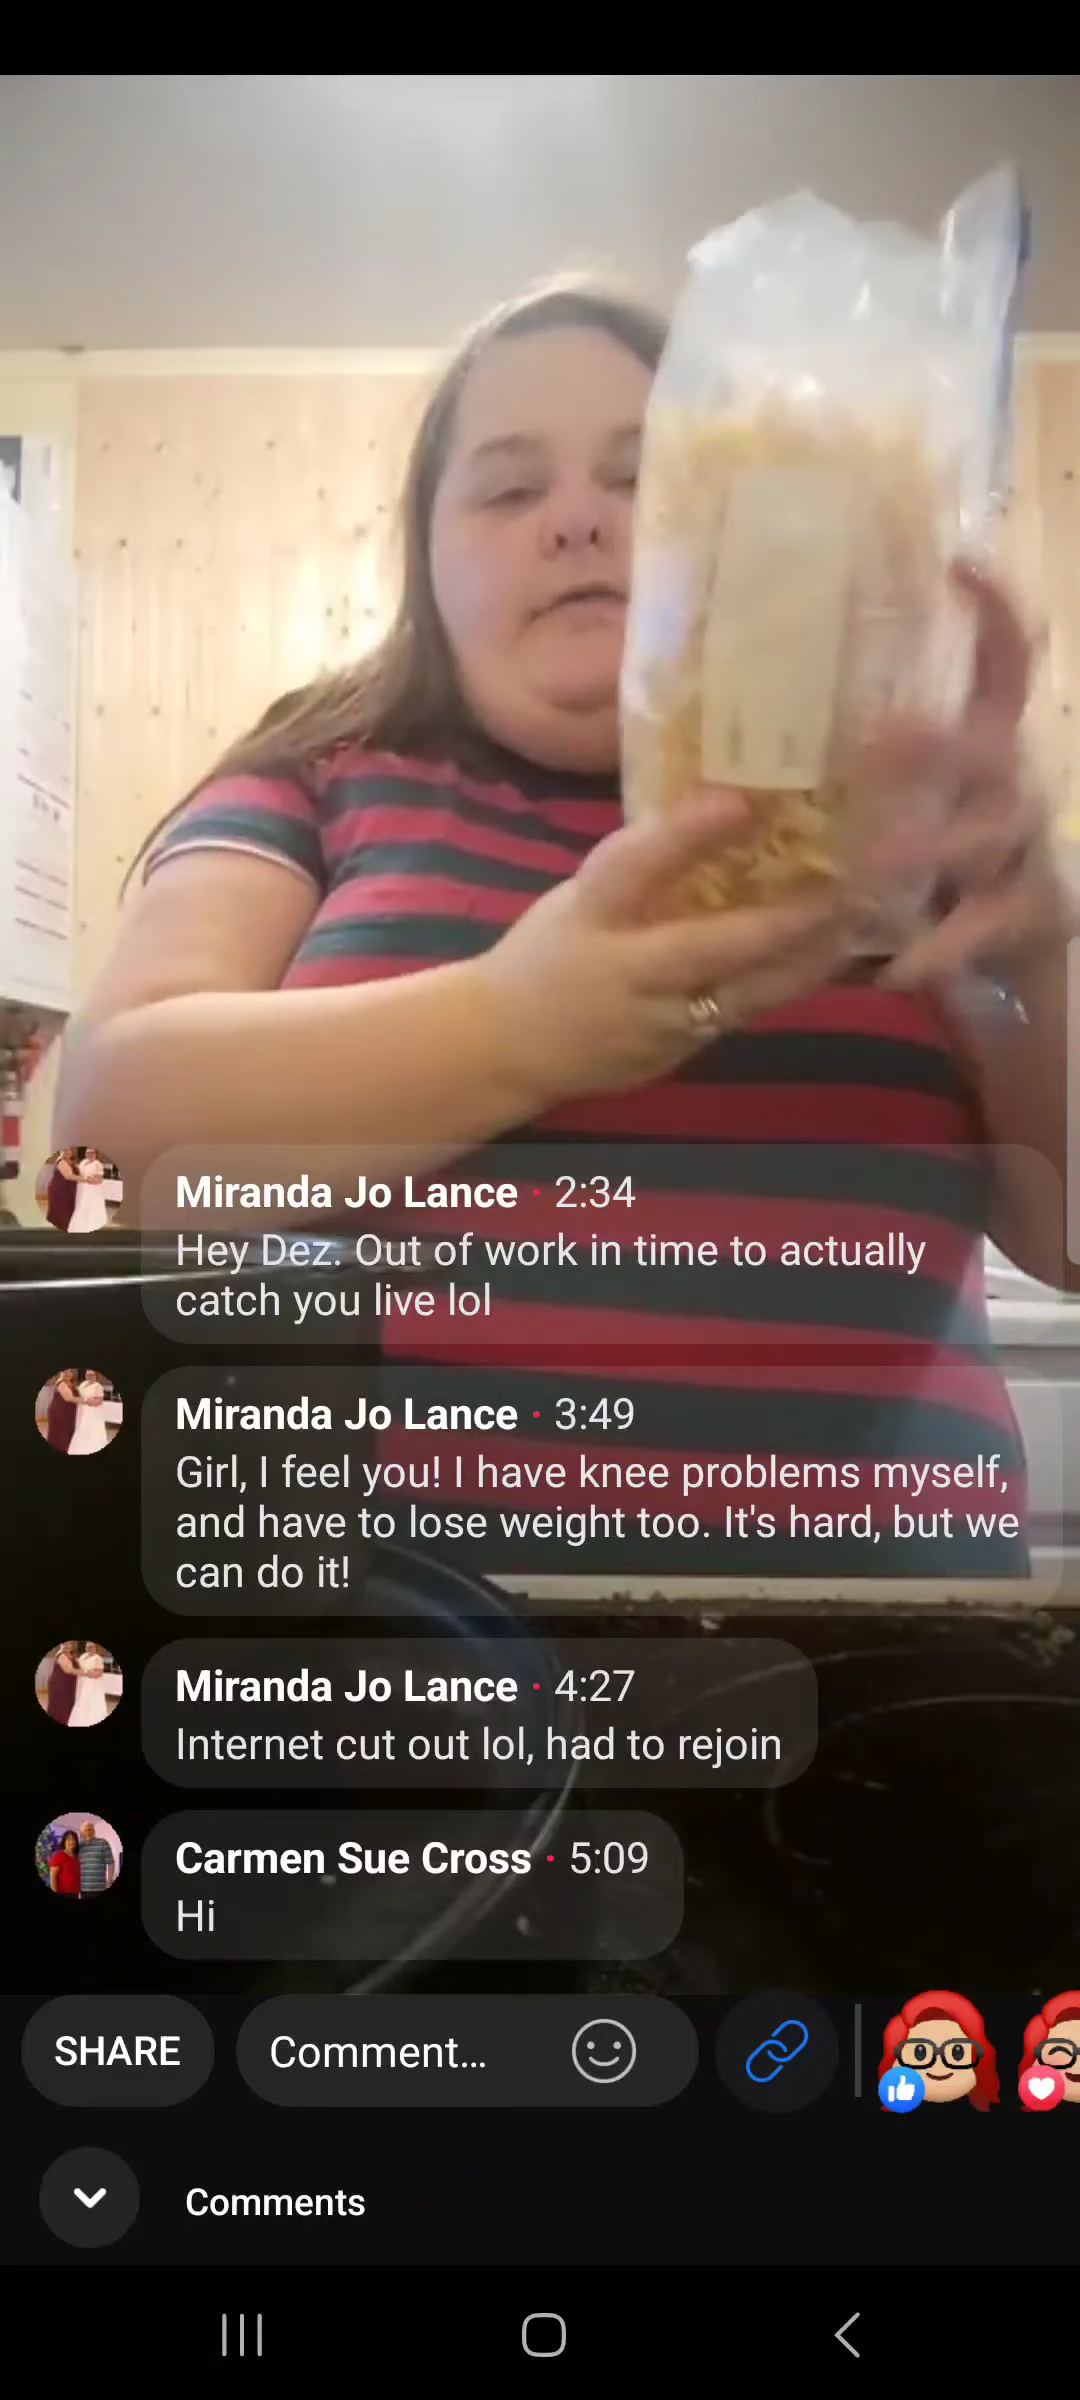 Miranda Jo Lance · 2:34
Hey Dez. Out of work in time to actually
catch you live lol
Miranda Jo Lance · 3:49
Girl, I feel you! I have knee problems myself,
and have to lose weight too. It's hard, but we
can do it!
Miranda Jo Lance · 4:27
Internet cut out lol, had to rejoin
Carmen Sue Cross · 5:09
Hi
SHARE
Comment...
Comments